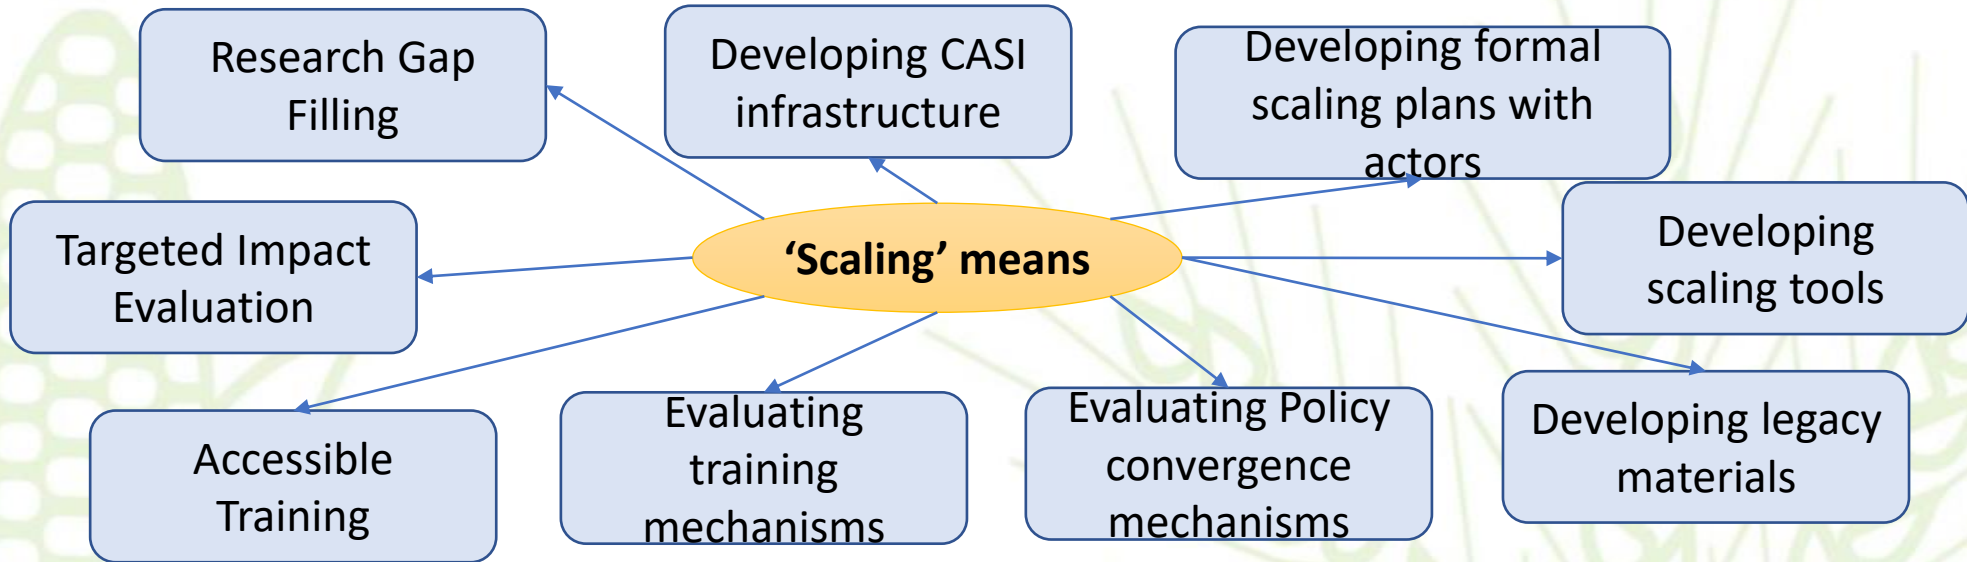 Research Gap
Filling
Developing CASI
infrastructure
Developing formal
scaling plans with
actors
Targeted Impact
Evaluation
‘Scaling’ means
Developing
scaling tools
Accessible
Training
Evaluating
training
mechanisms
Evaluating Policy
convergence
mechanisms
Developing legacy
materials